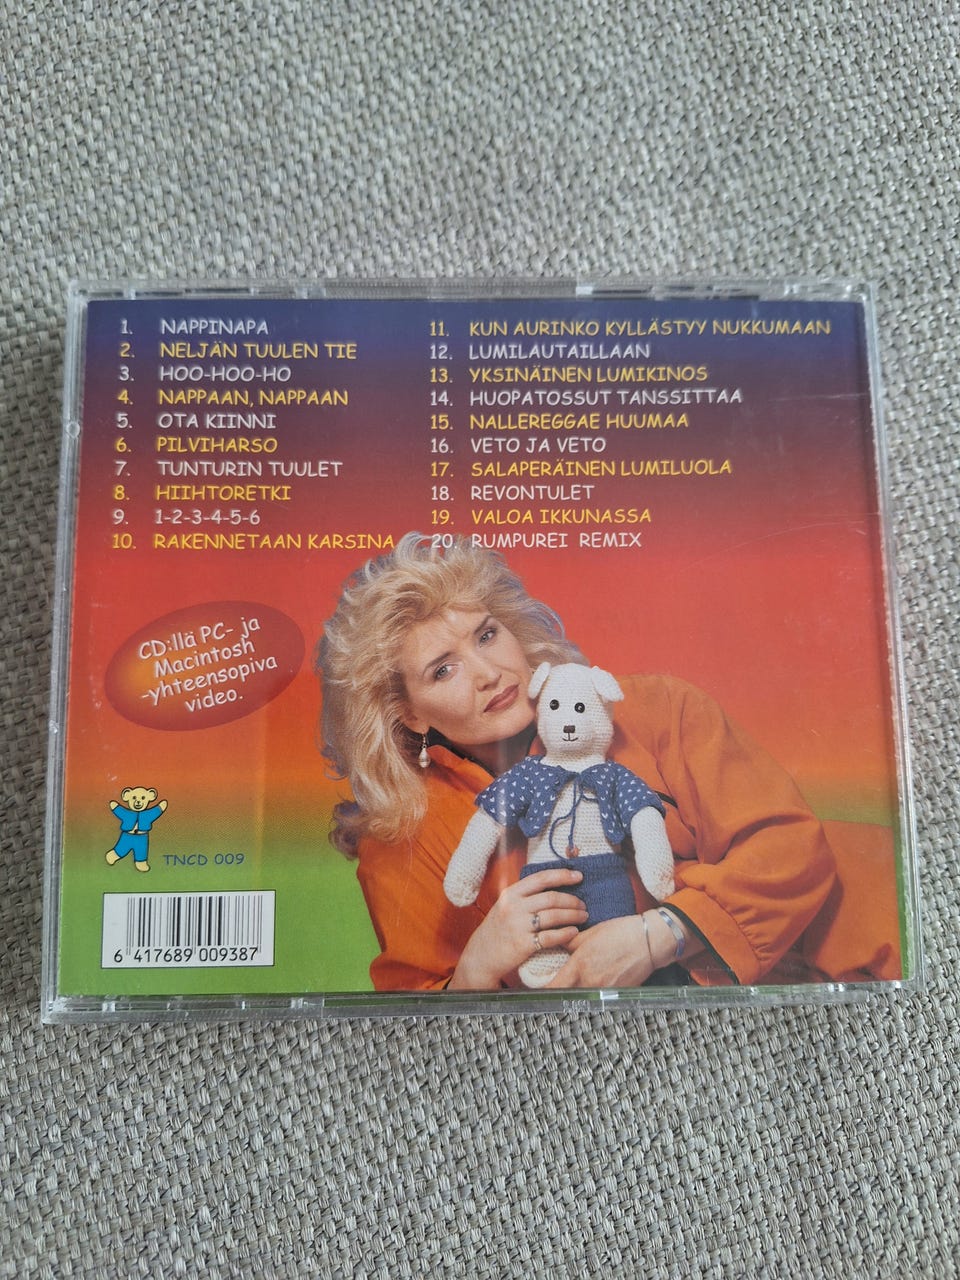 1. NAPPINAPA
2. NELJÄN TUULEN TIE
3. HOO-HOO-HO
4. NAPPAAN, NAPPAAN
5. OTA KIINNI
6. PILVIHARSO
7. TUNTURIN TUULET
8. HIIHTORETKI
9. 1-2-3-4-5-6
10. RAKENNETAAN KARSINA
11. KUN AURINKO KYLLÄSTYY NUKKUMAAN
12. LUMILAUTAILLAAN
13. YKSINÄINEN LUMIKINOS
14. HUOPATOSSUT TANSSITTAA
15. NALLEREGGAE HUUMAA
16. VETO JA VETO
17. SALAPERÄINEN LUMILUOLA
18. REVONTULET
19. VALOA IKKUNASSA
20. RUMPUREI REMIX
CD:llä PC- ja
Macintosh
-yhteensopiva
video.
TNCD 009
6 417689 009387